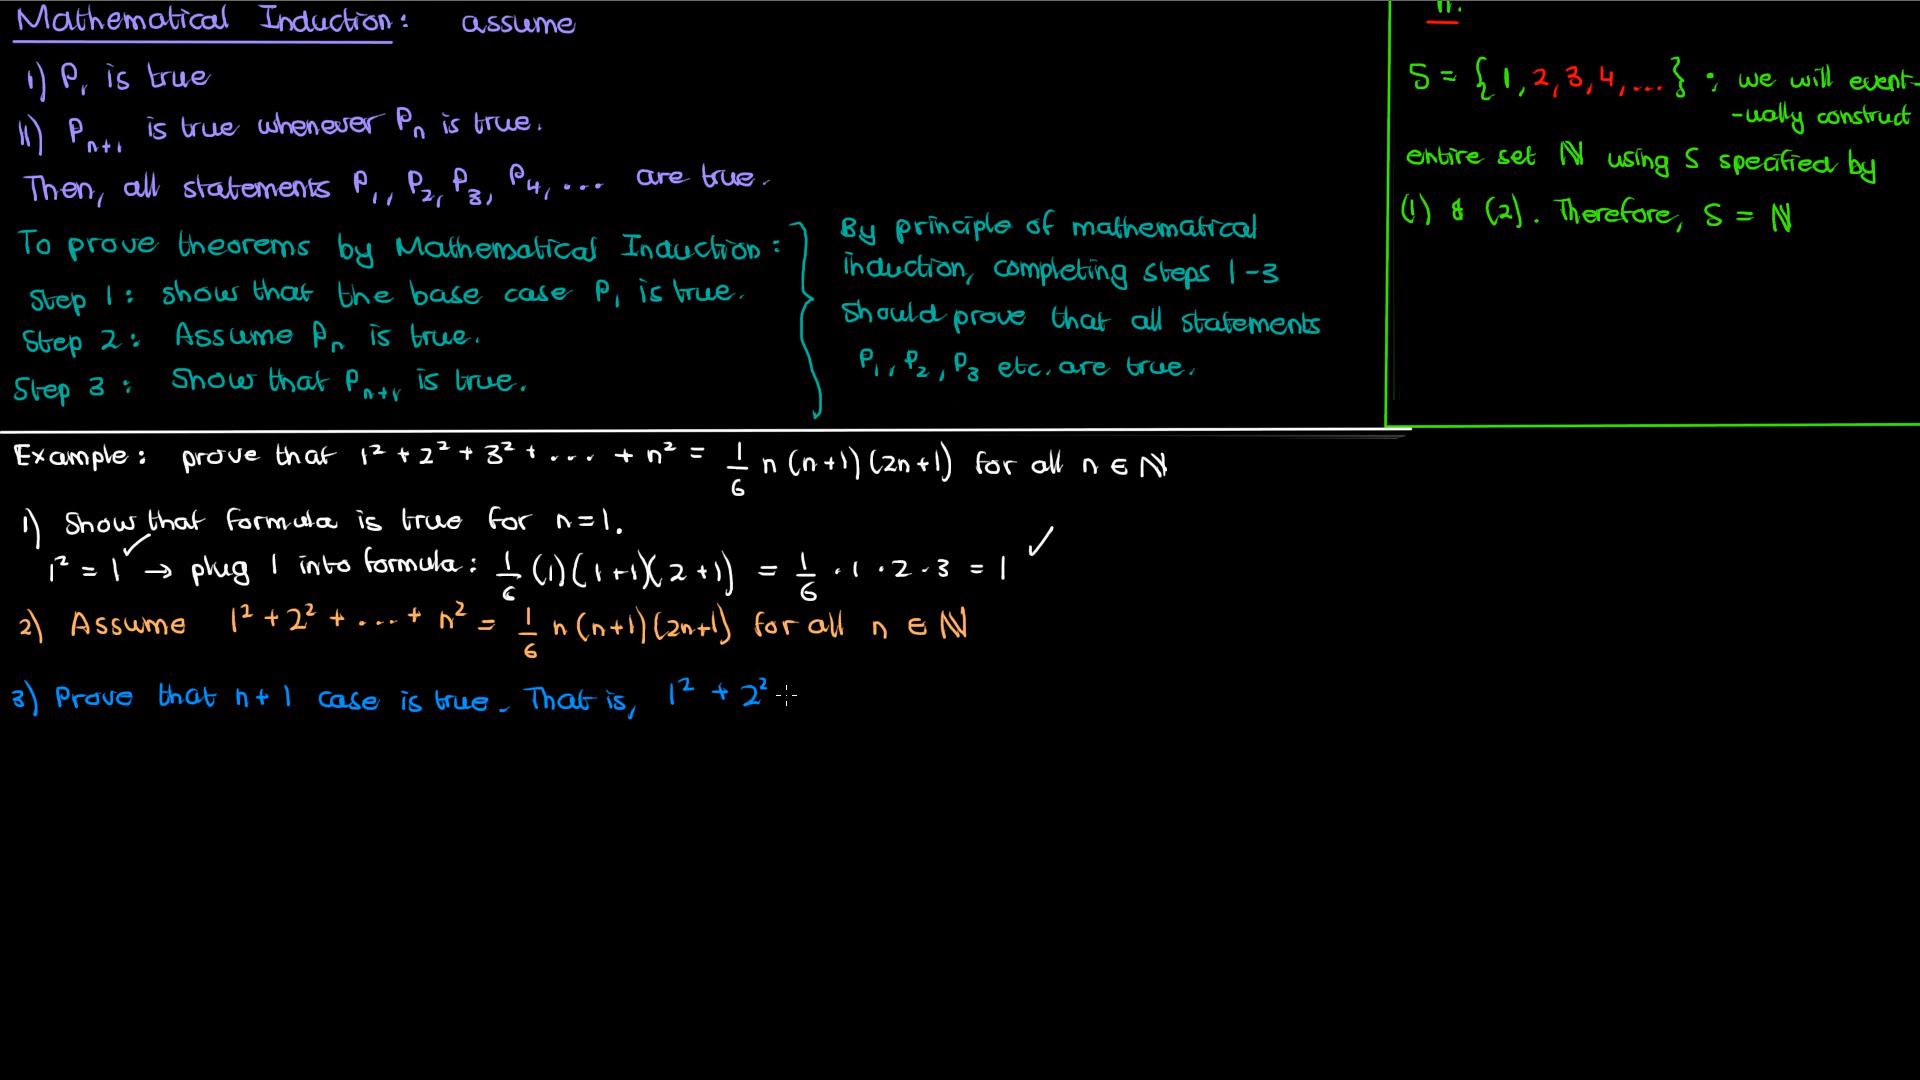 Mathematical Induction: assume
I) P₁ is true
II) Pₙ₊₁ is true whenever Pₙ is true.
Then, all statements P₁, P₂, P₃, P₄, ... are true.
To prove theorems by Mathematical Induction:
Step 1: show that the base case P₁ is true.
Step 2: Assume Pₙ is true.
Step 3: Show that Pₙ₊₁ is true.
By principle of mathematical
induction, completing steps 1-3
should prove that all statements
P₁, P₂, P₃ etc. are true.
S = {1, 2, 3, 4, ...} ; we will event-
-ually construct
entire set ℕ using S specified by
(1) & (2). Therefore, S = ℕ
Example: prove that 1² + 2² + 3² + ... + n² = 1/6 n(n+1)(2n+1) for all n ∈ ℕ
1) Show that formula is true for n=1.
1² = 1 ✓ → plug 1 into formula: 1/6 (1)(1+1)(2+1) = 1/6 · 1 · 2 · 3 = 1 ✓
2) Assume 1² + 2² + ... + n² = 1/6 n(n+1)(2n+1) for all n ∈ ℕ
3) Prove that n+1 case is true. That is, 1² + 2²